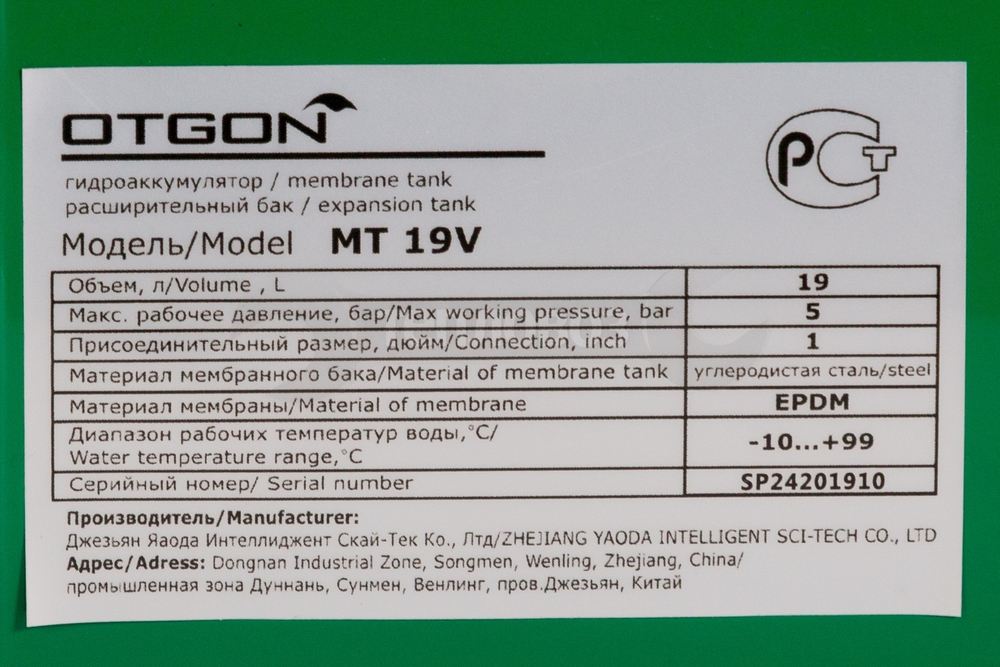 OTGON
PCT
гидроаккумулятор / membrane tank
расширительный бак / expansion tank
Модель/Model MT 19V
Объем, л/Volume , L 19
Макс. рабочее давление, бар/Max working pressure, bar 5
Присоединительный размер, дюйм/Connection, inch 1
Материал мембранного бака/Material of membrane tank углеродистая сталь/steel
Материал мембраны/Material of membrane EPDM
Диапазон рабочих температур воды,°C/
Water temperature range,°C -10...+99
Серийный номер/ Serial number SP24201910
Производитель/Manufacturer:
Джезьян Яаода Интеллиджент Скай-Тек Ко., Лтд/ZHEJIANG YAODA INTELLIGENT SCI-TECH CO., LTD
Адрес/Adress: Dongnan Industrial Zone, Songmen, Wenling, Zhejiang, China/
промышленная зона Дуннань, Сунмен, Венлинг, пров.Джезьян, Китай